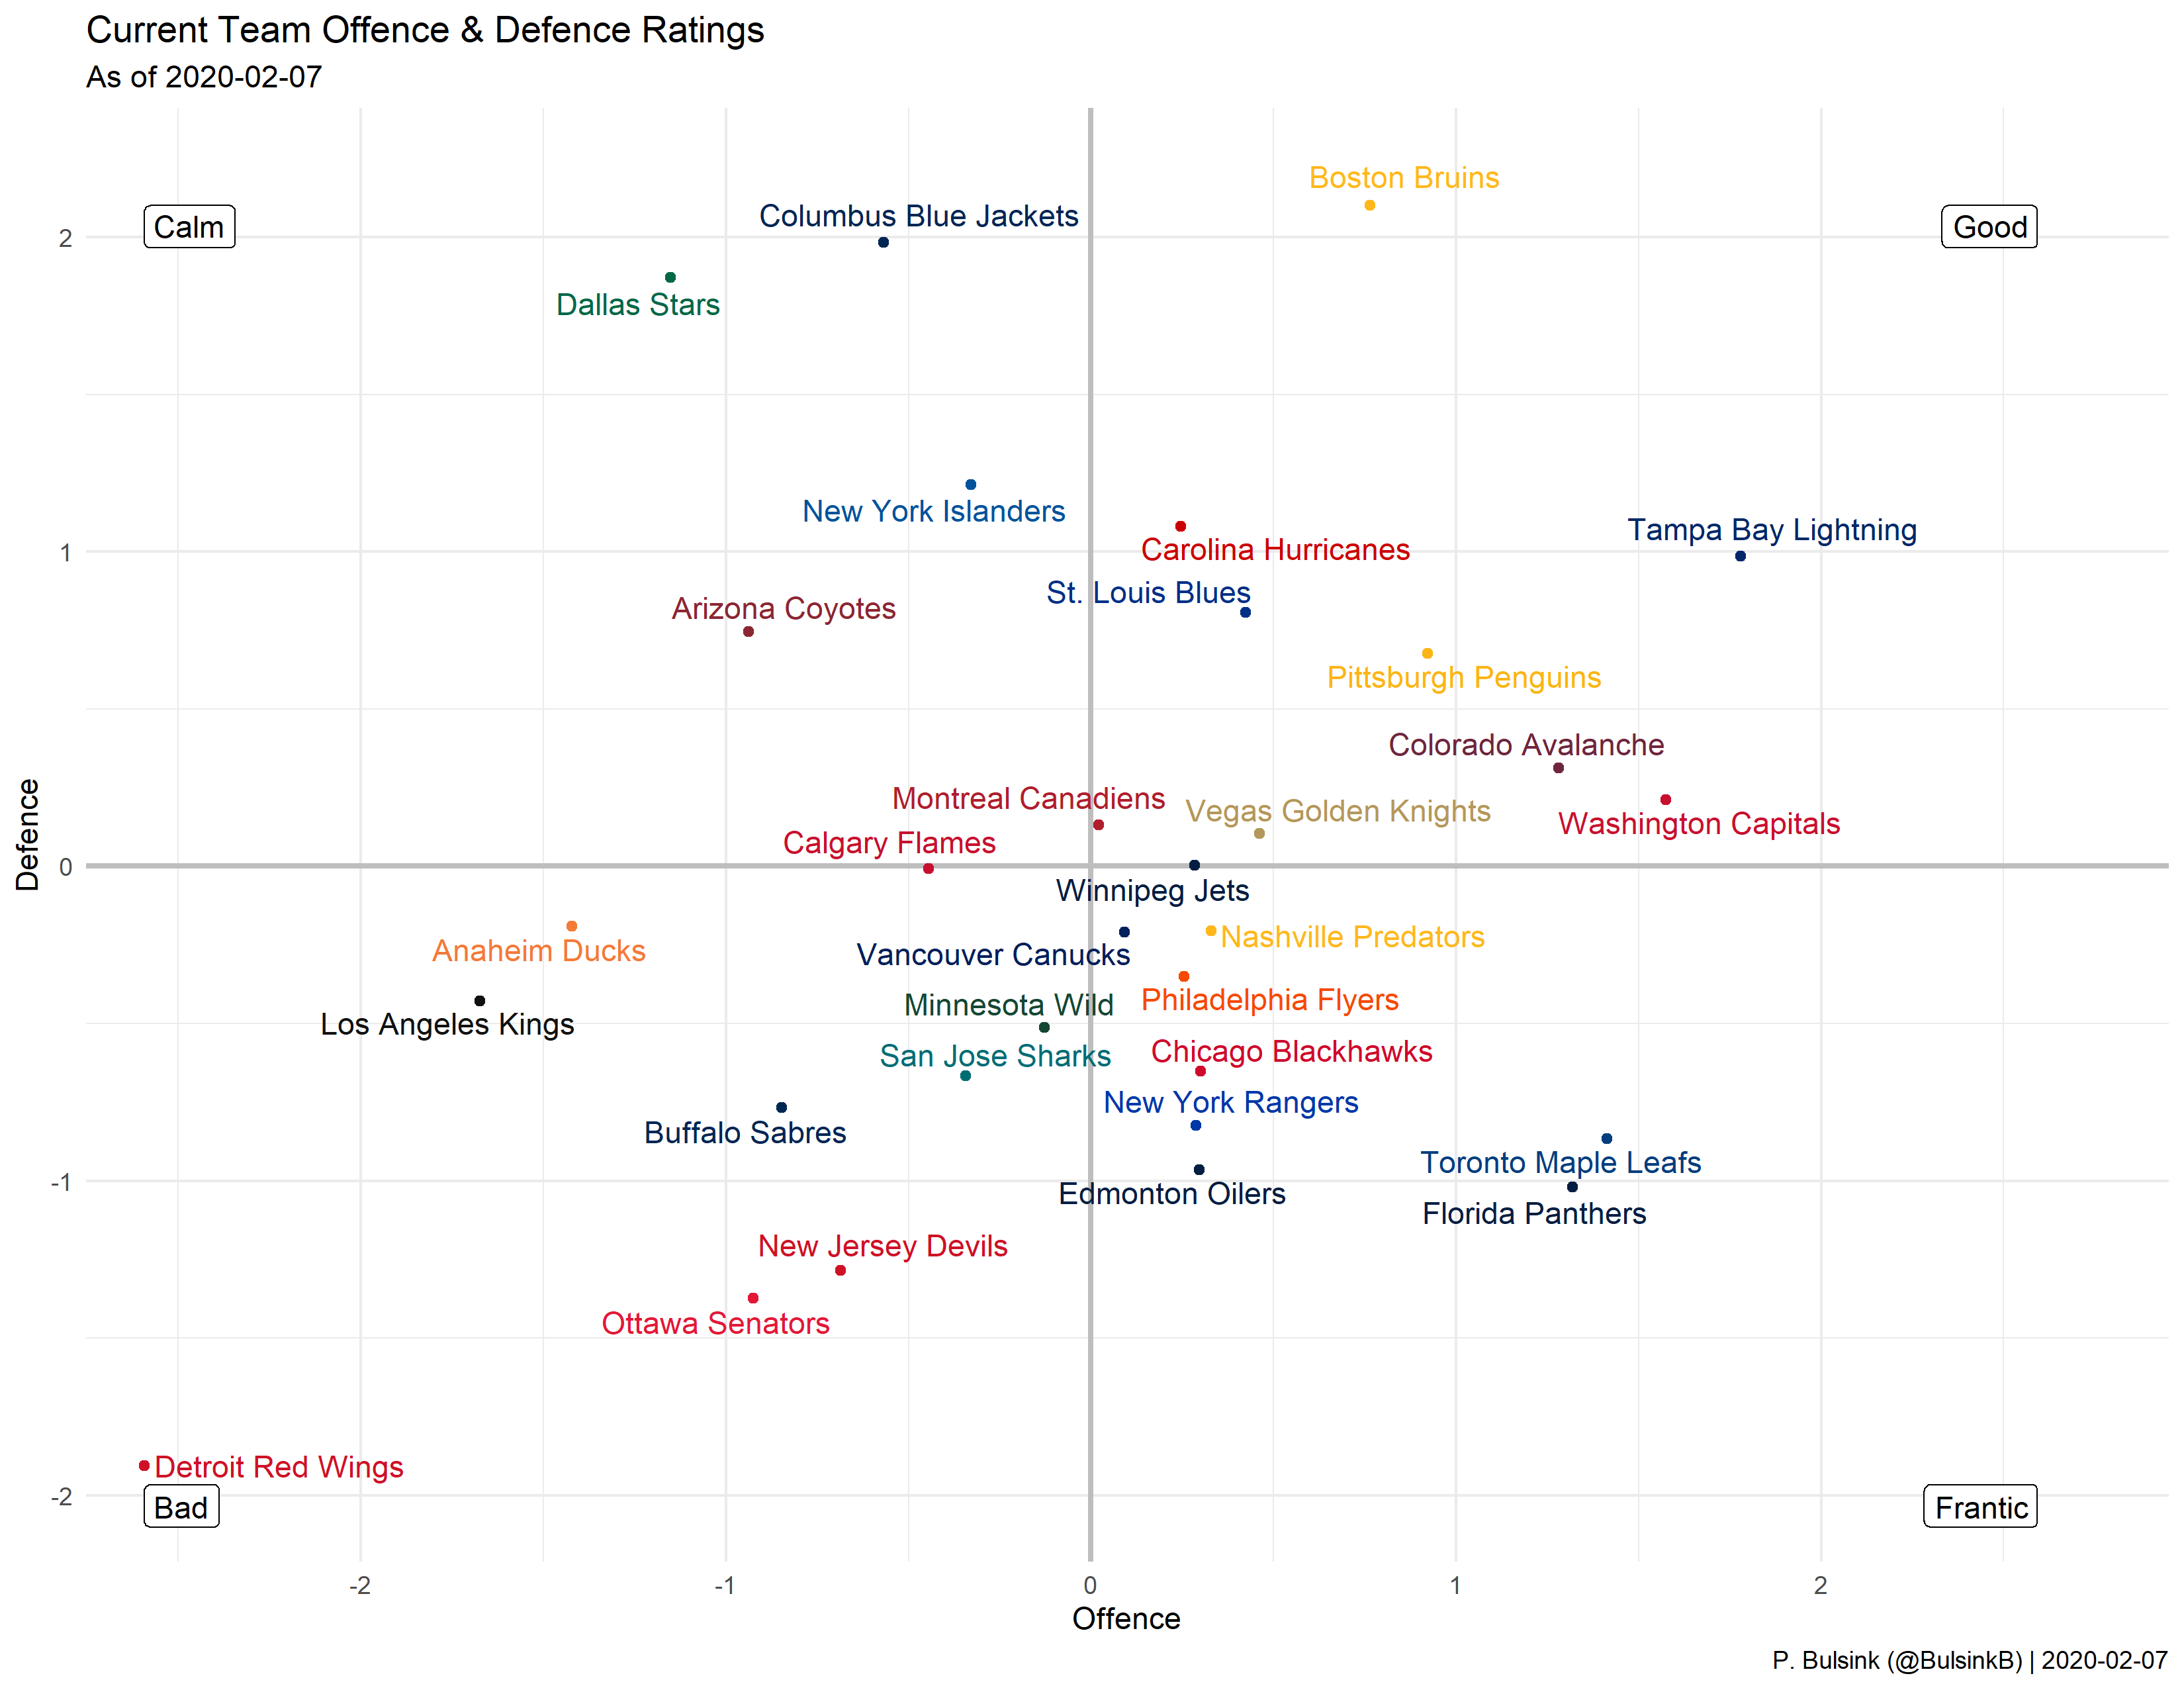 Current Team Offence & Defence Ratings
As of 2020-02-07
Boston Bruins
Columbus Blue Jackets
Calm
Good
2
Dallas Stars
New York Islanders
Tampa Bay Lightning
Carolina Hurricanes
1
St. Louis Blues
Arizona Coyotes
Pittsburgh Penguins
Colorado Avalanche
Montreal Canadiens
Vegas Golden Knights
Washington Capitals
Calgary Flames
Defence
0
Winnipeg Jets
Nashville Predators
Anaheim Ducks
Vancouver Canucks
Philadelphia Flyers
Minnesota Wild
Los Angeles Kings
Chicago Blackhawks
San Jose Sharks
New York Rangers
Buffalo Sabres
Toronto Maple Leafs
-1
Edmonton Oilers
Florida Panthers
New Jersey Devils
Ottawa Senators
Detroit Red Wings
-2
Bad
Frantic
-2
-1
0
1
2
Offence
P. Bulsink (@BulsinkB) | 2020-02-07